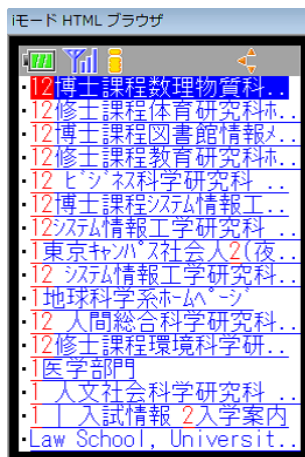 iモード HTML ブラウザ
・12博士課程数理物質科..
・12修士課程体育研究科ホ..
・12博士課程図書館情報メ..
・12修士課程教育研究科ホ..
・12 ビジネス科学研究科 ..
・12博士課程システム情報工..
・12システム情報工学研究科 ..
・1東京キャンパス社会人2(夜..
・12 システム情報工学研究科..
・1地球科学系ホームページ
・12 人間総合科学研究科..
・12修士課程環境科学研..
・1医学部門
・1 人文社会科学研究科 ..
・1 | 入試情報 2入学案内
・Law School, Universit..